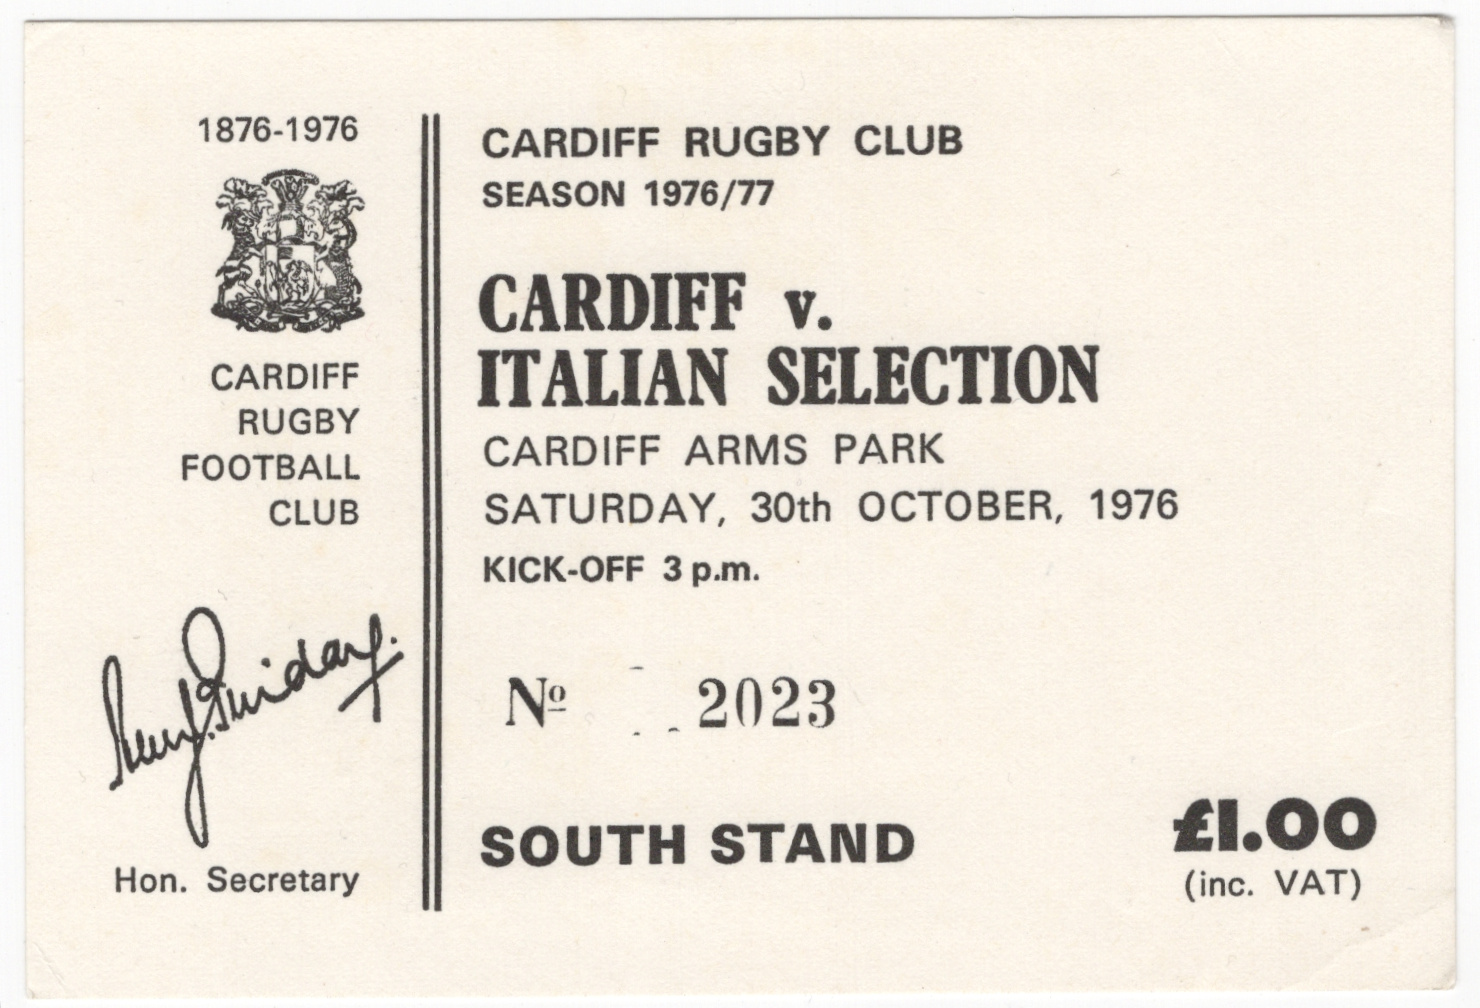 1876-1976
CARDIFF
RUGBY
FOOTBALL
CLUB
Hon. Secretary
CARDIFF RUGBY CLUB
SEASON 1976/77
CARDIFF v.
ITALIAN SELECTION
CARDIFF ARMS PARK
SATURDAY, 30th OCTOBER, 1976
KICK-OFF 3 p.m.
Nº 2023
SOUTH STAND
£1.00
(inc. VAT)